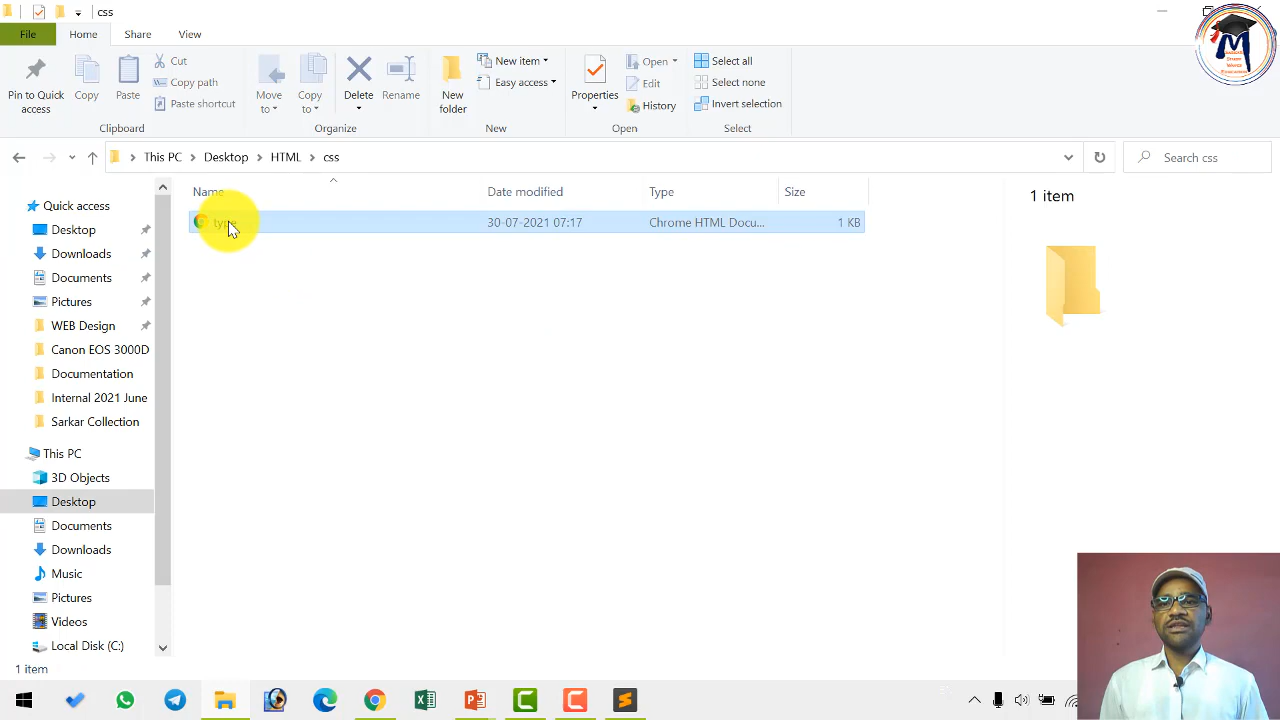 css
File Home Share View
Pin to Quick access
Copy
Paste
Cut
Copy path
Paste shortcut
Clipboard
Move to
Copy to
Delete
Rename
Organize
New folder
New item
Easy access
New
Properties
Open
Edit
History
Open
Select all
Select none
Invert selection
Select
M
This PC > Desktop > HTML > css
Search css
Name Date modified Type Size
type 30-07-2021 07:17 Chrome HTML Docu... 1 KB
1 item
Quick access
Desktop
Downloads
Documents
Pictures
WEB Design
Canon EOS 3000D
Documentation
Internal 2021 June
Sarkar Collection
This PC
3D Objects
Desktop
Documents
Downloads
Music
Pictures
Videos
Local Disk (C:)
1 item